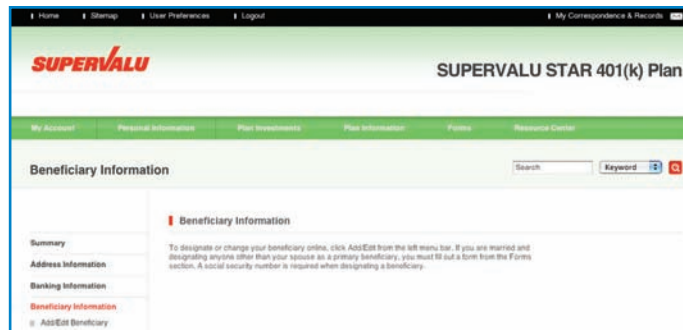 Home Sitemap User Preferences Logout My Correspondence & Records
SUPERVALU
SUPERVALU STAR 401(k) Plan
My Account Personal Information Plan Investments Plan Information Forms Resource Center
Beneficiary Information Search Keyword
Beneficiary Information
Summary
To designate or change your beneficiary online, click Add/Edit from the left menu bar. If you are married and
designating anyone other than your spouse as a primary beneficiary, you must fill out a form from the Forms
section. A social security number is required when designating a beneficiary.
Address Information
Banking Information
Beneficiary Information
Add/Edit Beneficiary